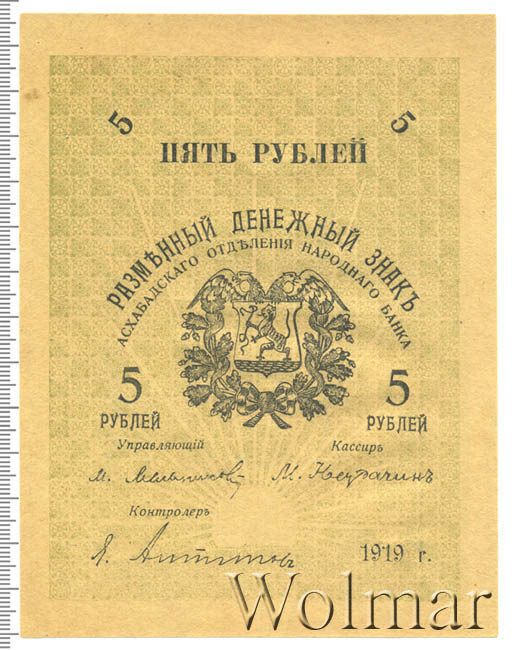 5 5
ПЯТЬ РУБЛЕЙ
РАЗМѢННЫЙ ДЕНЕЖНЫЙ ЗНАКЪ
АСХАБАДСКАГО ОТДѢЛЕНІЯ НАРОДНАГО БАНКА
5 5
РУБЛЕЙ РУБЛЕЙ
Управляющій Кассиръ
М. М.
Контролеръ
1919 г.
Wolmar